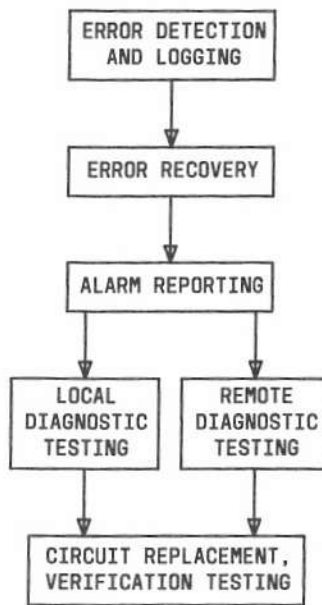 ERROR DETECTION
AND LOGGING
ERROR RECOVERY
ALARM REPORTING
LOCAL
DIAGNOSTIC
TESTING
REMOTE
DIAGNOSTIC
TESTING
CIRCUIT REPLACEMENT,
VERIFICATION TESTING